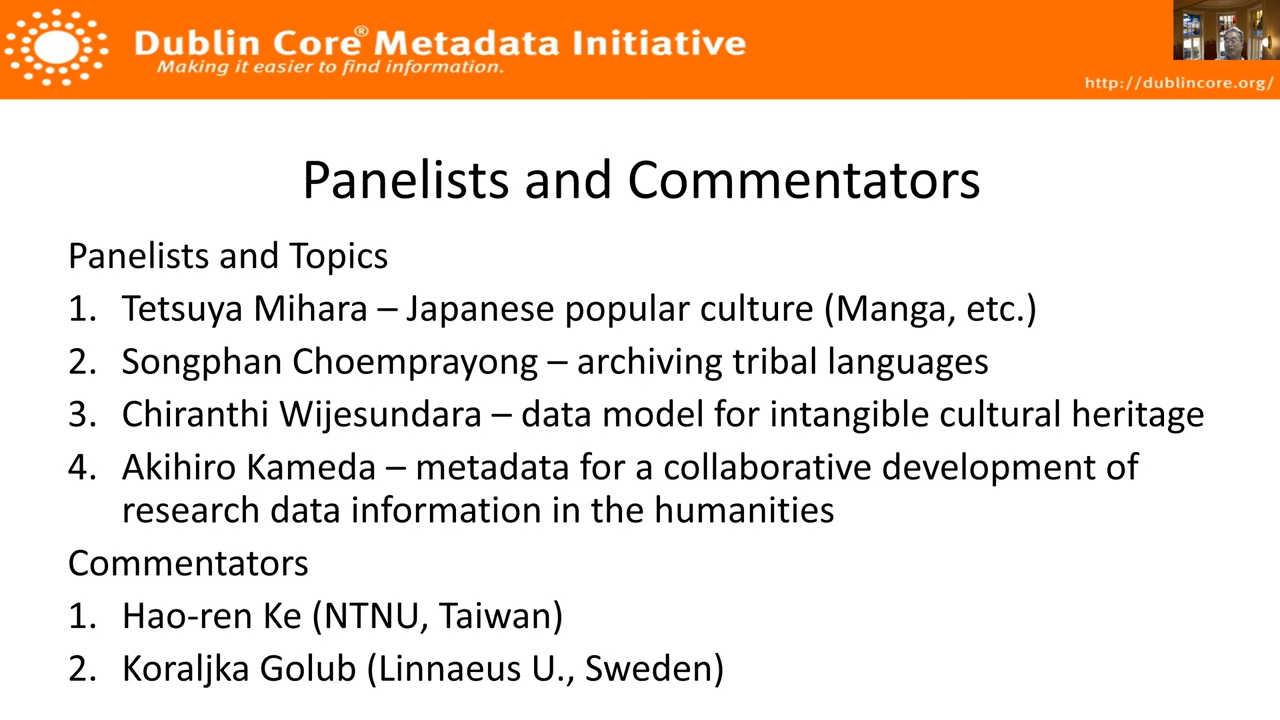 Dublin Core® Metadata Initiative
Making it easier to find information.
http://dublincore.org/
Panelists and Commentators
Panelists and Topics
1. Tetsuya Mihara – Japanese popular culture (Manga, etc.)
2. Songphan Choemprayong – archiving tribal languages
3. Chiranthi Wijesundara – data model for intangible cultural heritage
4. Akihiro Kameda – metadata for a collaborative development of
research data information in the humanities
Commentators
1. Hao-ren Ke (NTNU, Taiwan)
2. Koraljka Golub (Linnaeus U., Sweden)